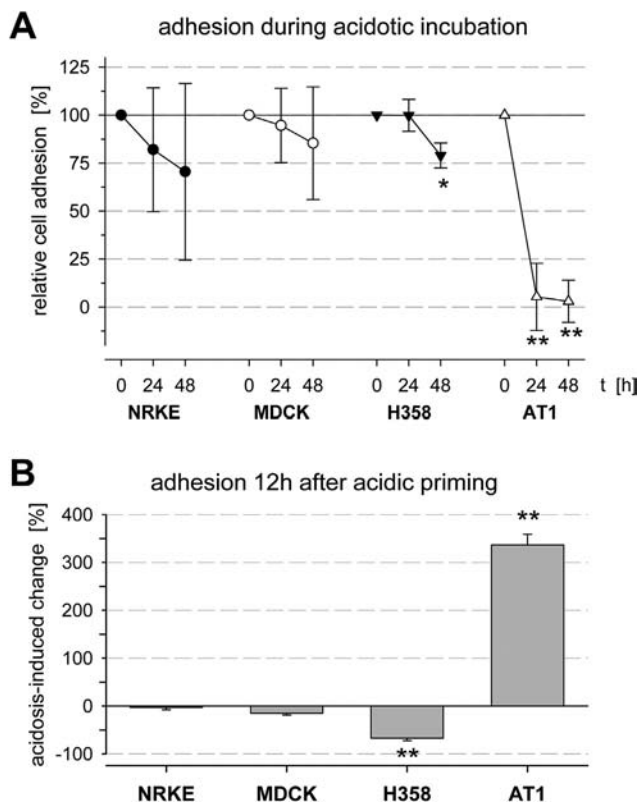 A
adhesion during acidotic incubation
relative cell adhesion [%]
125
100
75
50
25
0
*
**
**
0 24 48 0 24 48 0 24 48 0 24 48 t [h]
NRKE MDCK H358 AT1
B
adhesion 12h after acidic priming
acidosis-induced change [%]
400
300
200
100
0
-100
**
**
NRKE MDCK H358 AT1